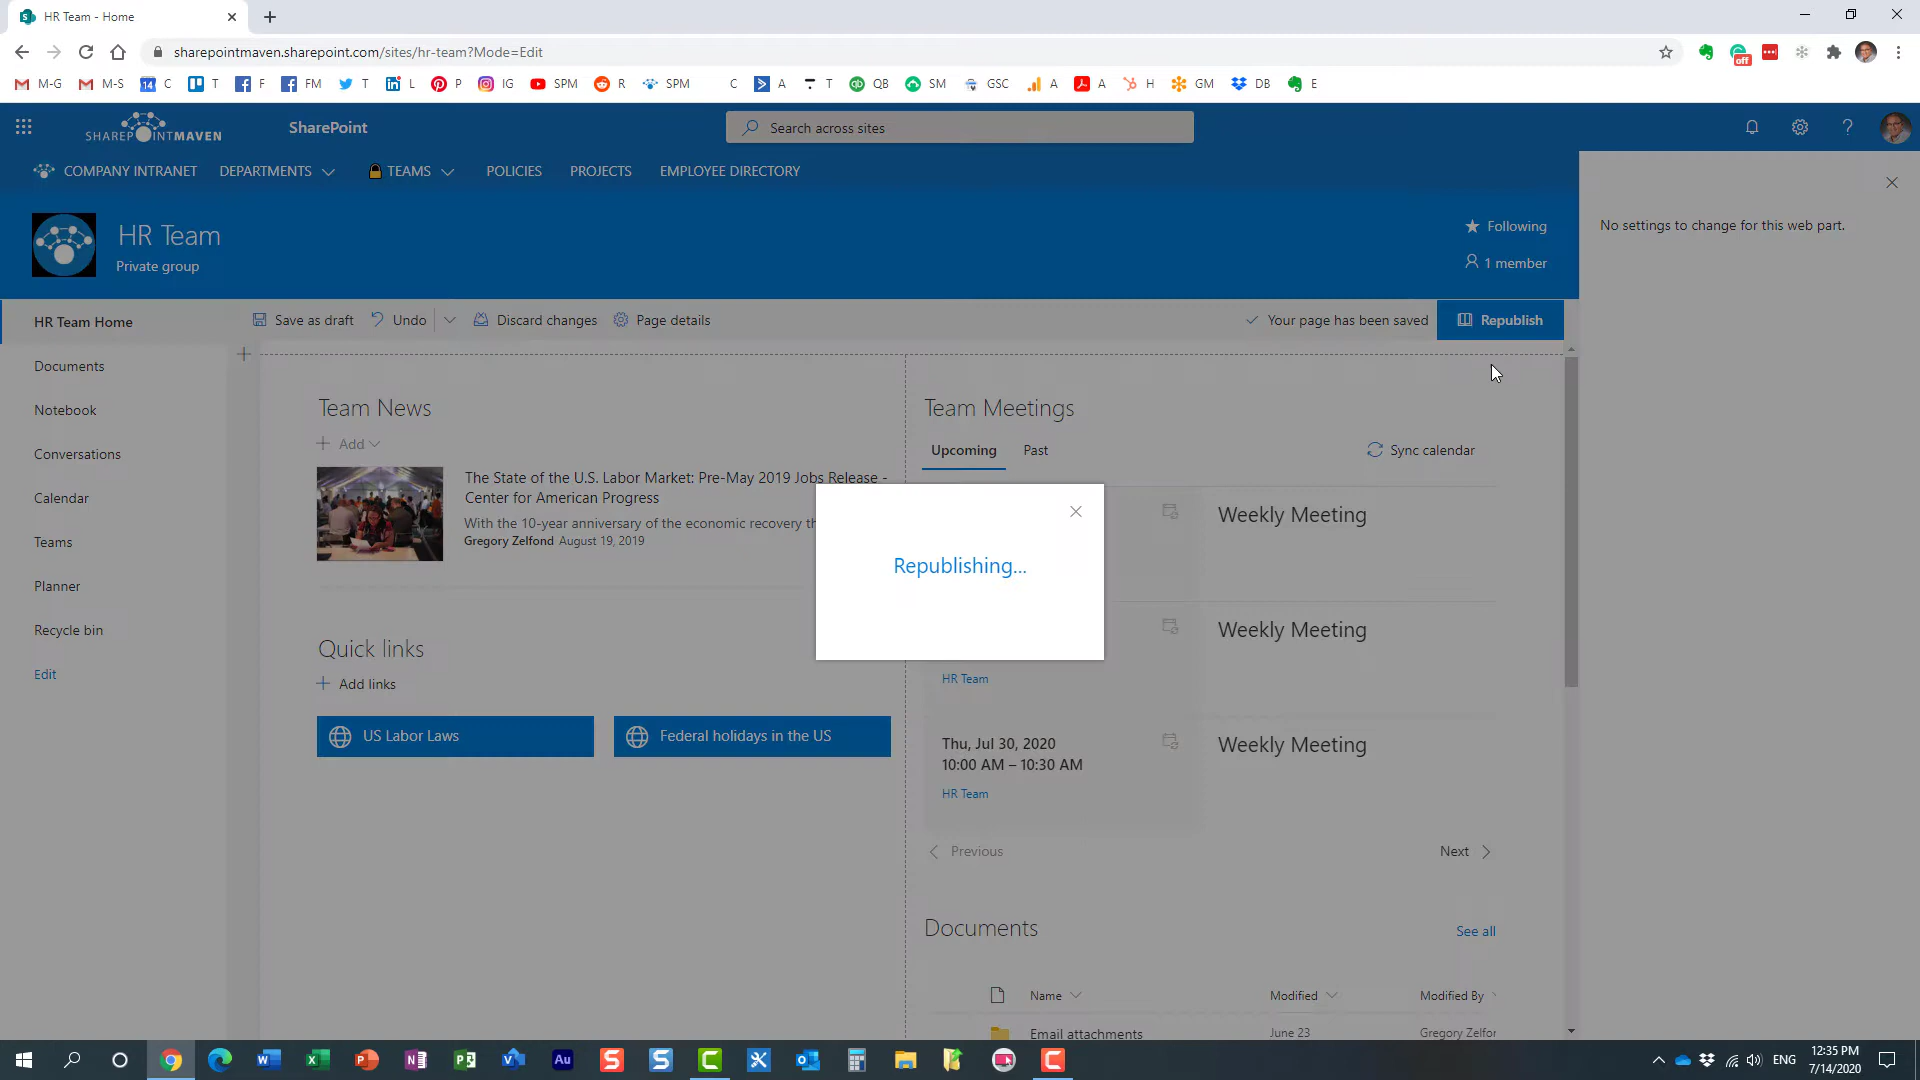 HR Team - Home
sharepointmaven.sharepoint.com/sites/hr-team?Mode=Edit
off
M-G M-S 14 C T F FM T L P IG SPM R SPM C A T QB SM GSC A A H GM DB E
SHAREPOINTMAVEN SharePoint Search across sites
COMPANY INTRANET DEPARTMENTS TEAMS POLICIES PROJECTS EMPLOYEE DIRECTORY
HR Team
Private group
Following
1 member
No settings to change for this web part.
HR Team Home
Documents
Notebook
Conversations
Calendar
Teams
Planner
Recycle bin
Edit
Save as draft Undo Discard changes Page details Your page has been saved Republish
Team News
Add
The State of the U.S. Labor Market: Pre-May 2019 Jobs Release -
Center for American Progress
With the 10-year anniversary of the economic recovery
Gregory Zelfond August 19, 2019
Quick links
Add links
US Labor Laws
Federal holidays in the US
Republishing...
Team Meetings
Upcoming Past Sync calendar
Weekly Meeting
Weekly Meeting
HR Team
Thu, Jul 30, 2020
10:00 AM – 10:30 AM
HR Team
Weekly Meeting
Previous Next
Documents See all
Name Modified Modified By
Email attachments June 23 Gregory Zelfor
ENG
12:35 PM
7/14/2020